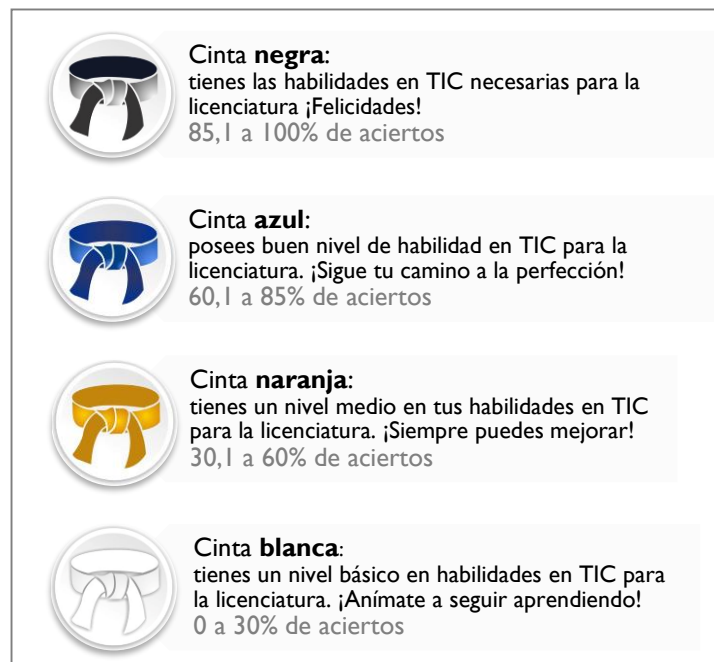 Cinta negra:
tienes las habilidades en TIC necesarias para la
licenciatura ¡Felicidades!
85,1 a 100% de aciertos
Cinta azul:
posees buen nivel de habilidad en TIC para la
licenciatura. ¡Sigue tu camino a la perfección!
60,1 a 85% de aciertos
Cinta naranja:
tienes un nivel medio en tus habilidades en TIC
para la licenciatura. ¡Siempre puedes mejorar!
30,1 a 60% de aciertos
Cinta blanca:
tienes un nivel básico en habilidades en TIC para
la licenciatura. ¡Anímate a seguir aprendiendo!
0 a 30% de aciertos